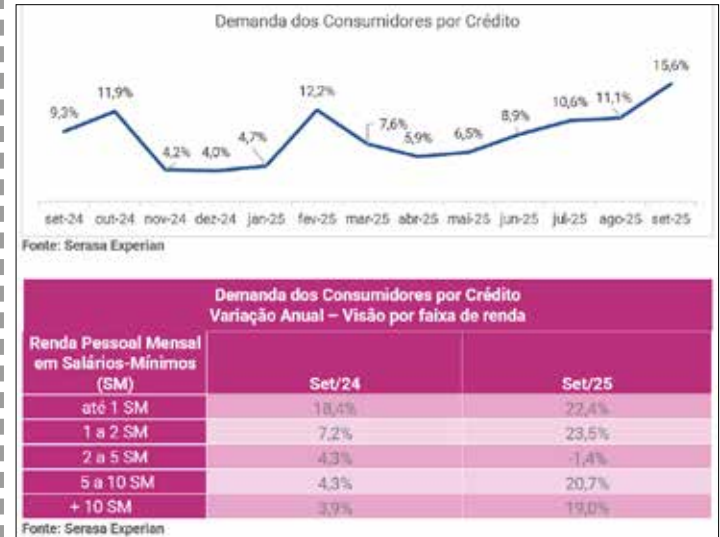 Demanda dos Consumidores por Crédito
9,3% 11,9% 4,2% 4,0% 4,7% 12,2% 7,6% 5,9% 6,5% 8,9% 10,6% 11,1% 15,6%
set-24 out-24 nov-24 dez-24 jan-25 fev-25 mar-25 abr-25 mai-25 jun-25 jul-25 ago-25 set-25
Fonte: Serasa Experian
Demanda dos Consumidores por Crédito
Variação Anual – Visão por faixa de renda
Renda Pessoal Mensal
em Salários-Mínimos
(SM) Set/24 Set/25
até 1 SM 18,4% 22,4%
1 a 2 SM 7,2% 23,5%
2 a 5 SM 4,3% -1,4%
5 a 10 SM 4,3% 20,7%
+ 10 SM 3,9% 19,0%
Fonte: Serasa Experian